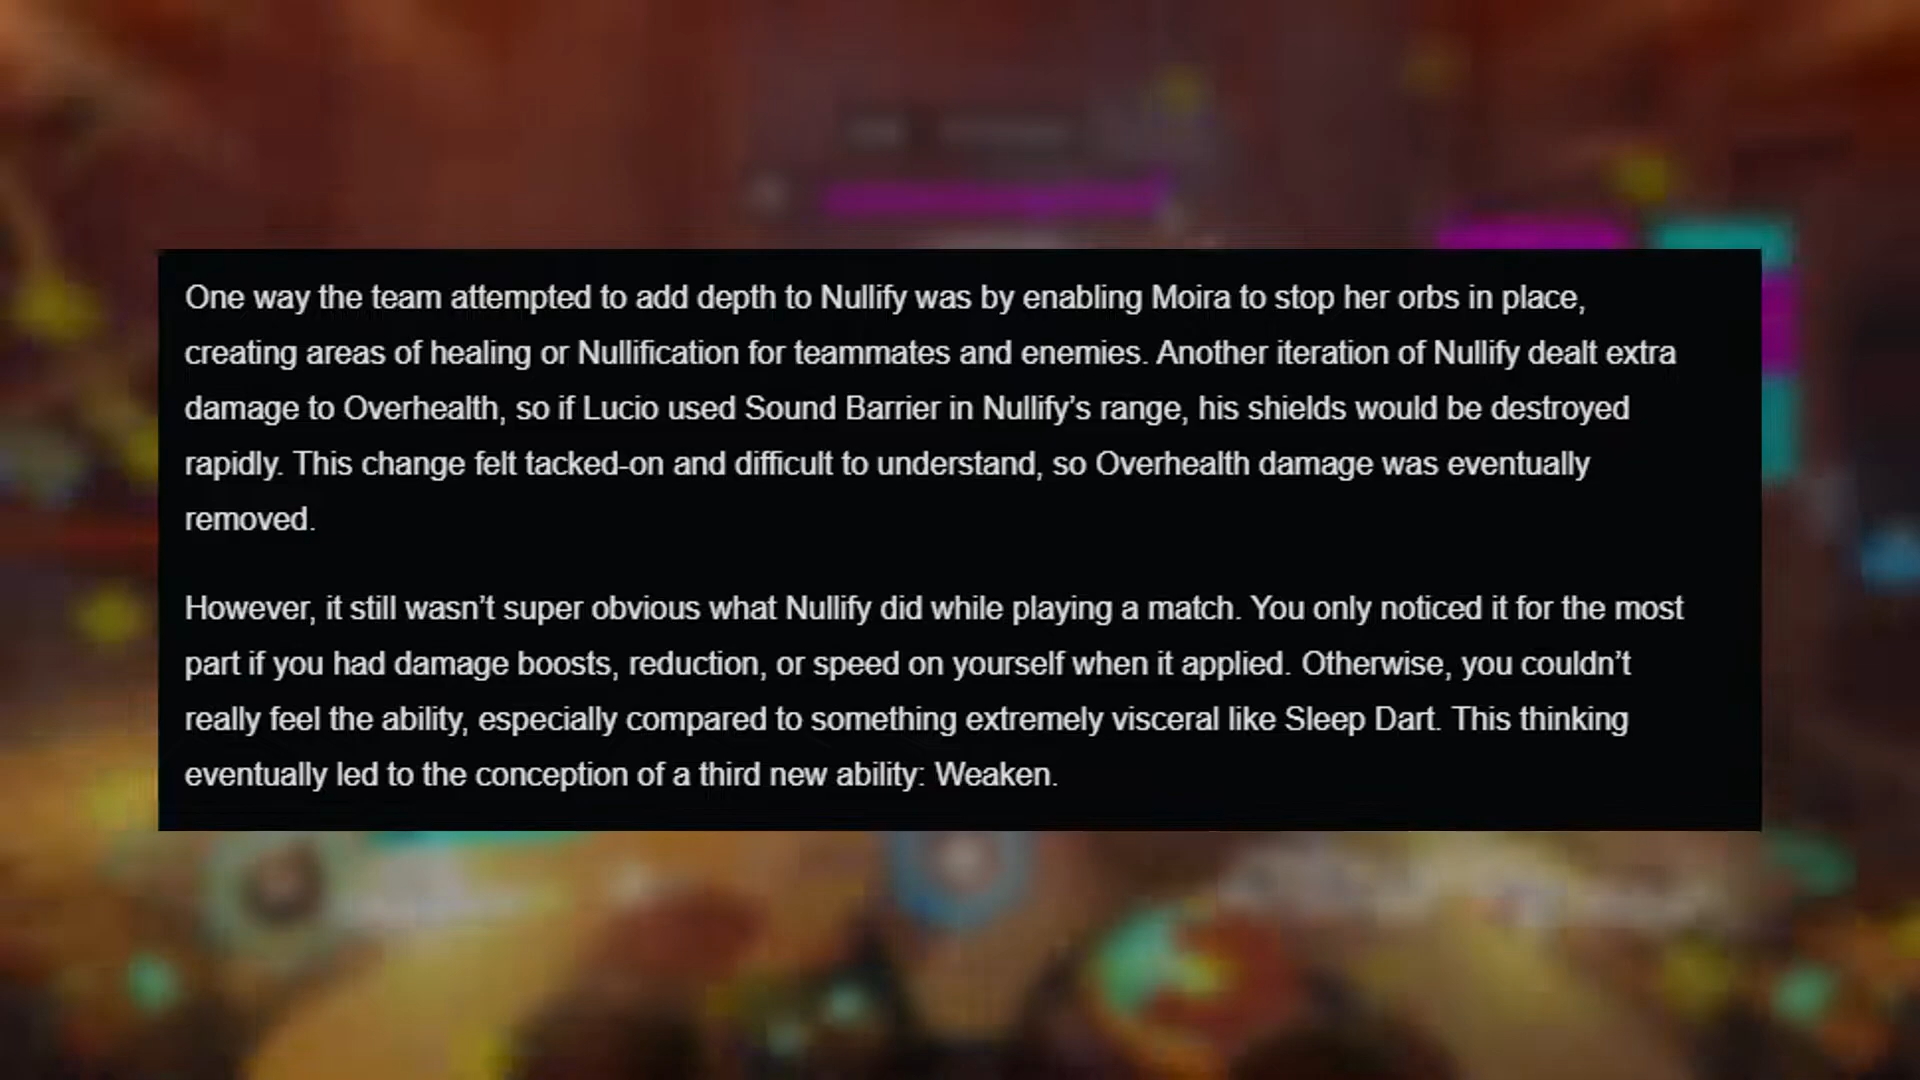 One way the team attempted to add depth to Nullify was by enabling Moira to stop her orbs in place,
creating areas of healing or Nullification for teammates and enemies. Another iteration of Nullify dealt extra
damage to Overhealth, so if Lucio used Sound Barrier in Nullify’s range, his shields would be destroyed
rapidly. This change felt tacked-on and difficult to understand, so Overhealth damage was eventually
removed.
However, it still wasn’t super obvious what Nullify did while playing a match. You only noticed it for the most
part if you had damage boosts, reduction, or speed on yourself when it applied. Otherwise, you couldn’t
really feel the ability, especially compared to something extremely visceral like Sleep Dart. This thinking
eventually led to the conception of a third new ability: Weaken.